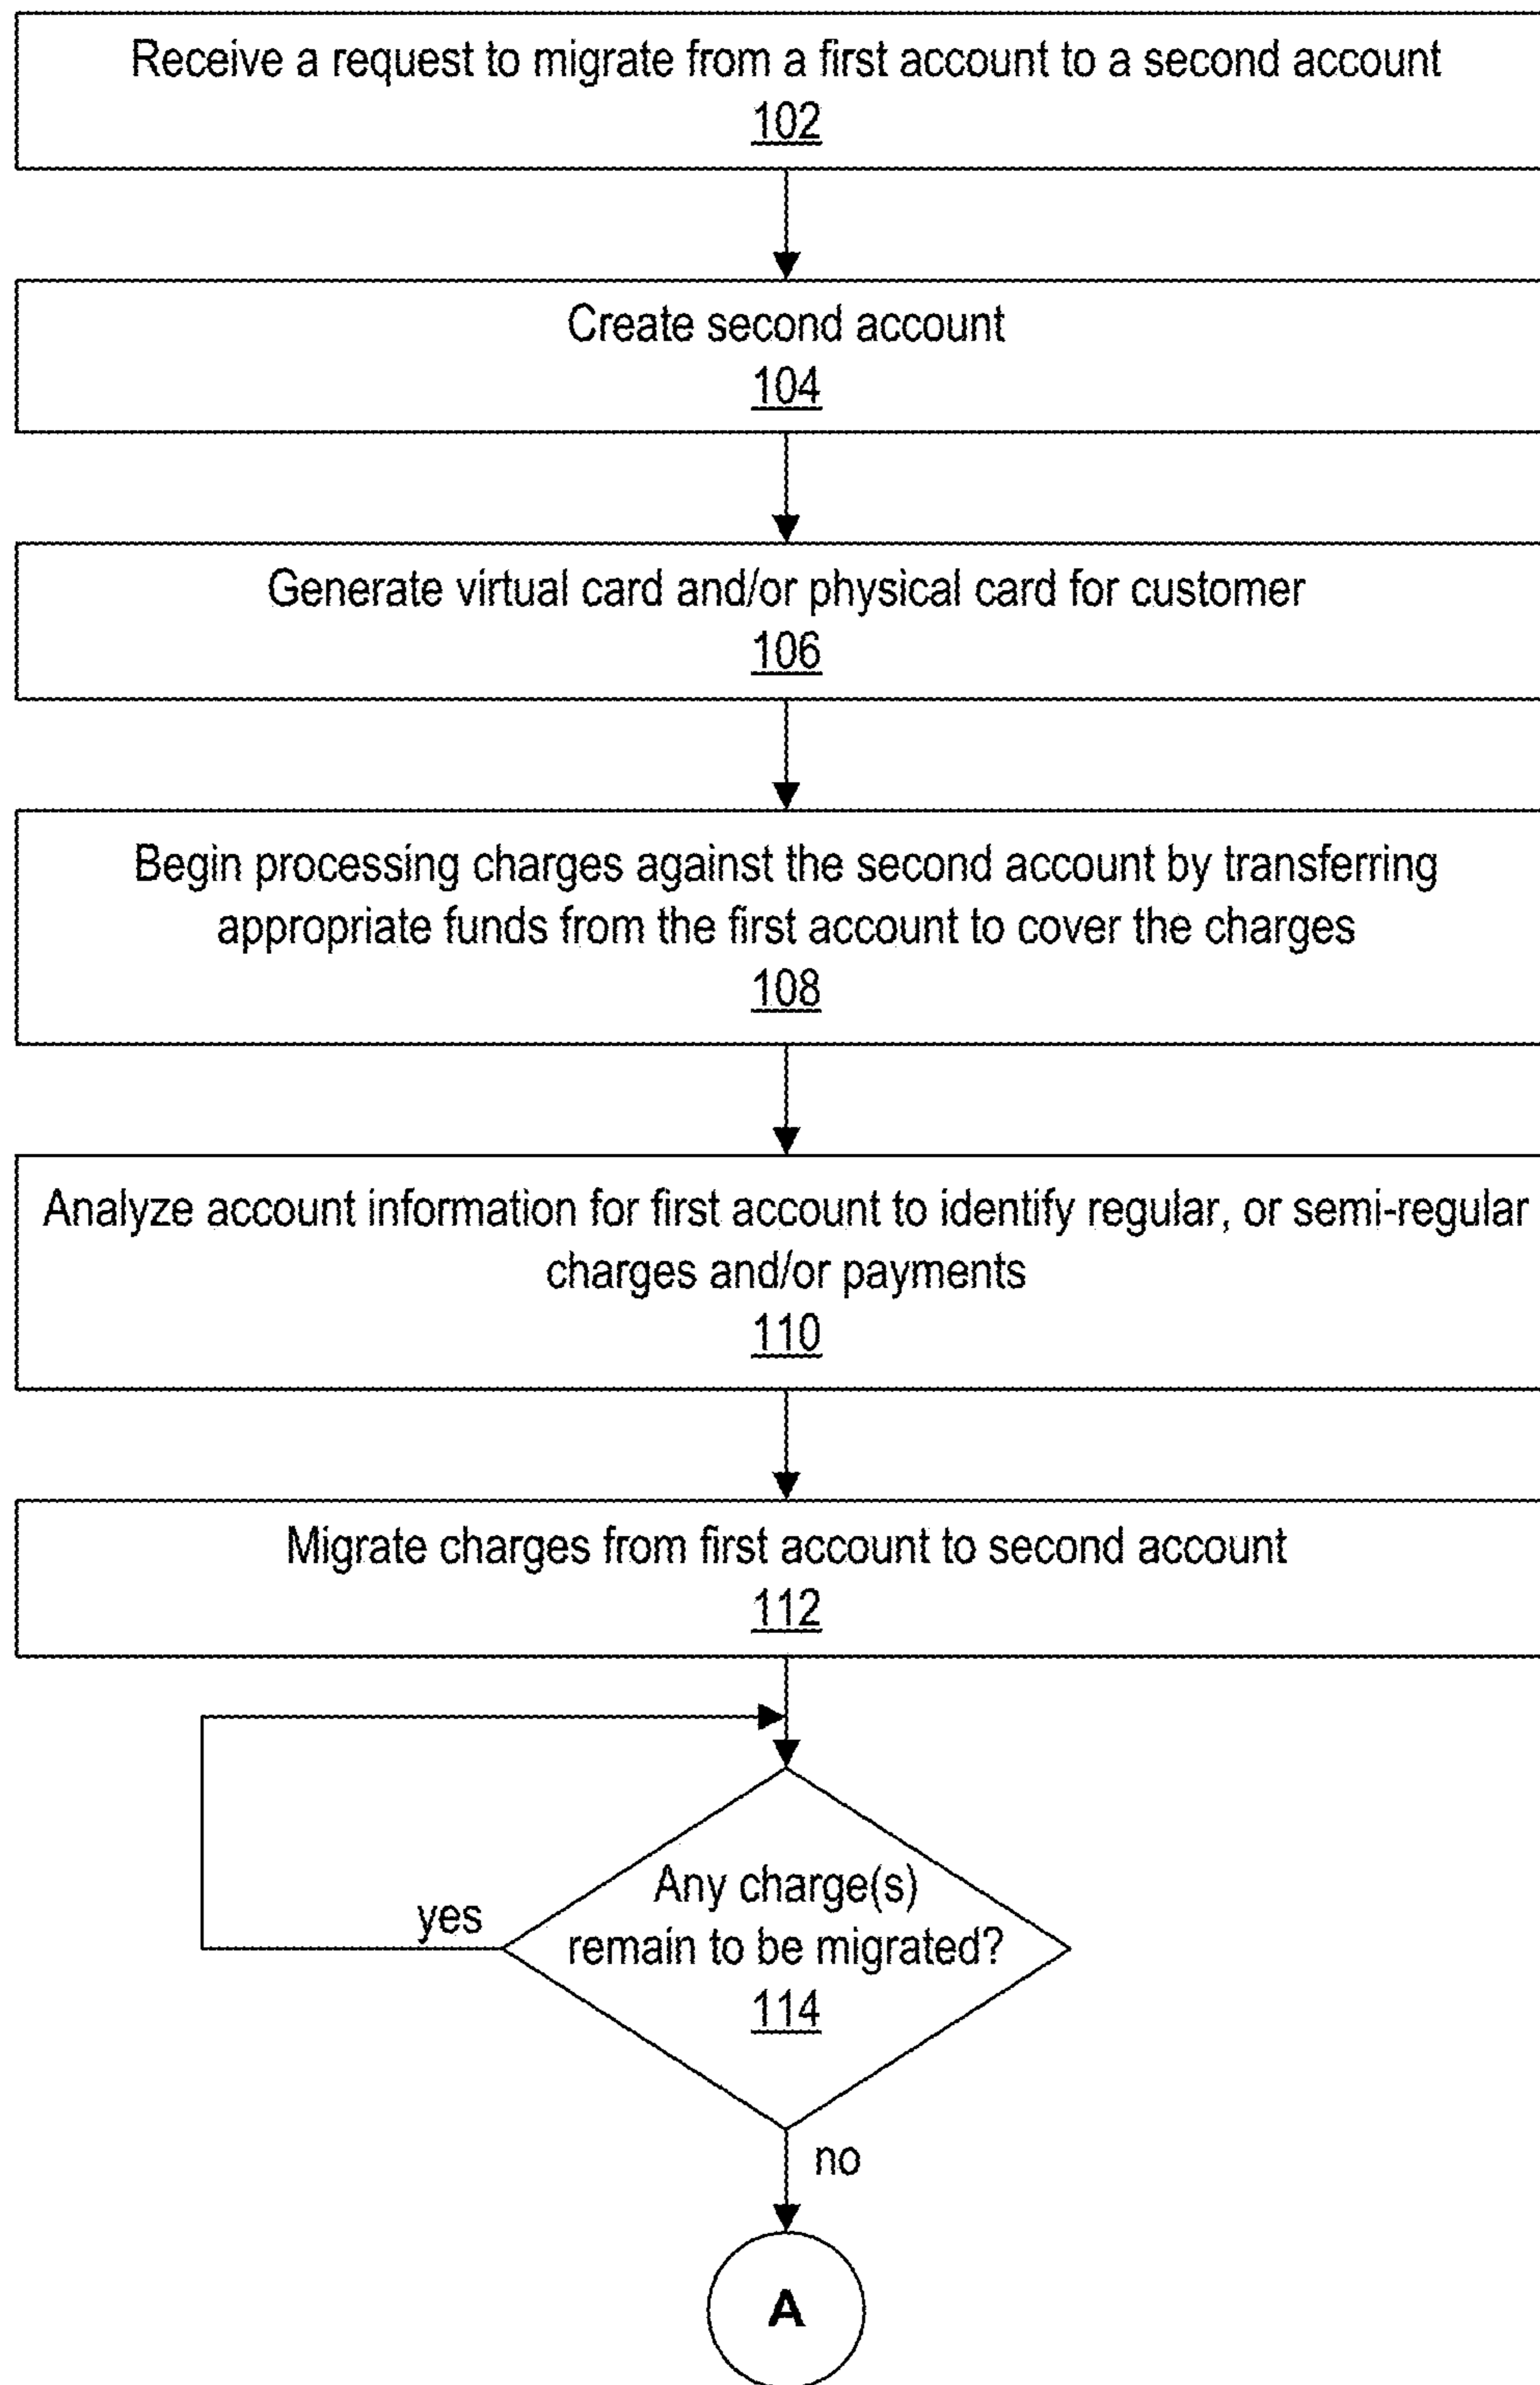 Receive a request to migrate from a first account to a second account
102
Create second account
104
Generate virtual card and/or physical card for customer
106
Begin processing charges against the second account by transferring
appropriate funds from the first account to cover the charges
108
Analyze account information for first account to identify regular, or semi-regular
charges and/or payments
110
Migrate charges from first account to second account
112
Any charge(s)
yes
remain to be migrated?
114
no
A